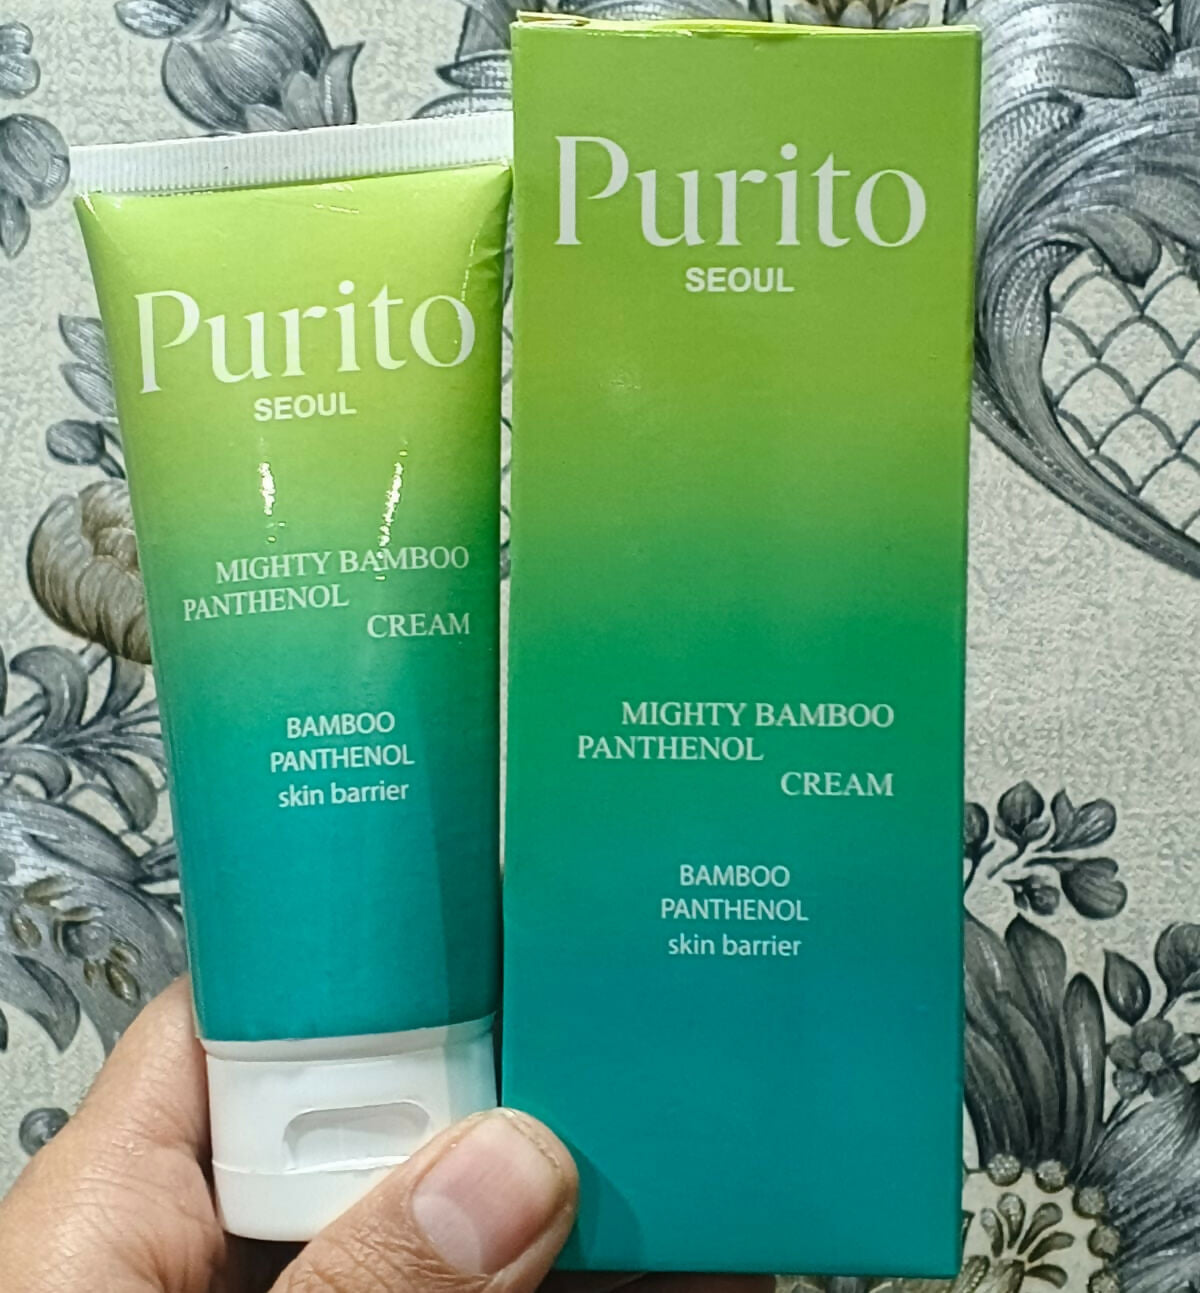 Purito
SEOUL
MIGHTY BAMBOO
PANTHENOL
CREAM
BAMBOO
PANTHENOL
skin barrier
Purito
SEOUL
MIGHTY BAMBOO
PANTHENOL
CREAM
BAMBOO
PANTHENOL
skin barrier